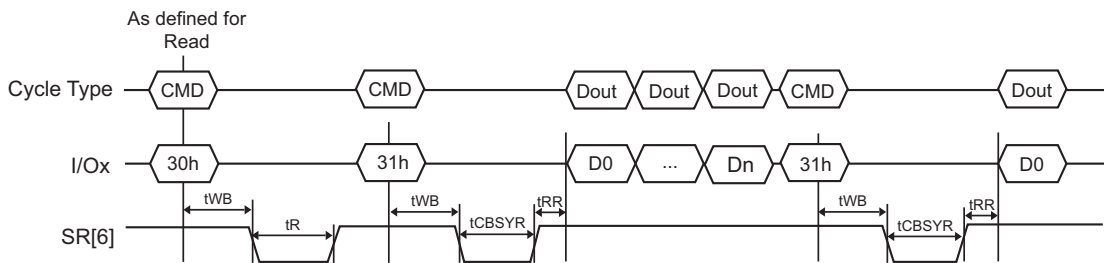 As defined for
Read
Cycle Type CMD CMD Dout Dout Dout CMD Dout
I/Ox 30h 31h D0 ... Dn 31h D0
tWB tR tWB tCBSYR tRR tWB tCBSYR tRR
SR[6]